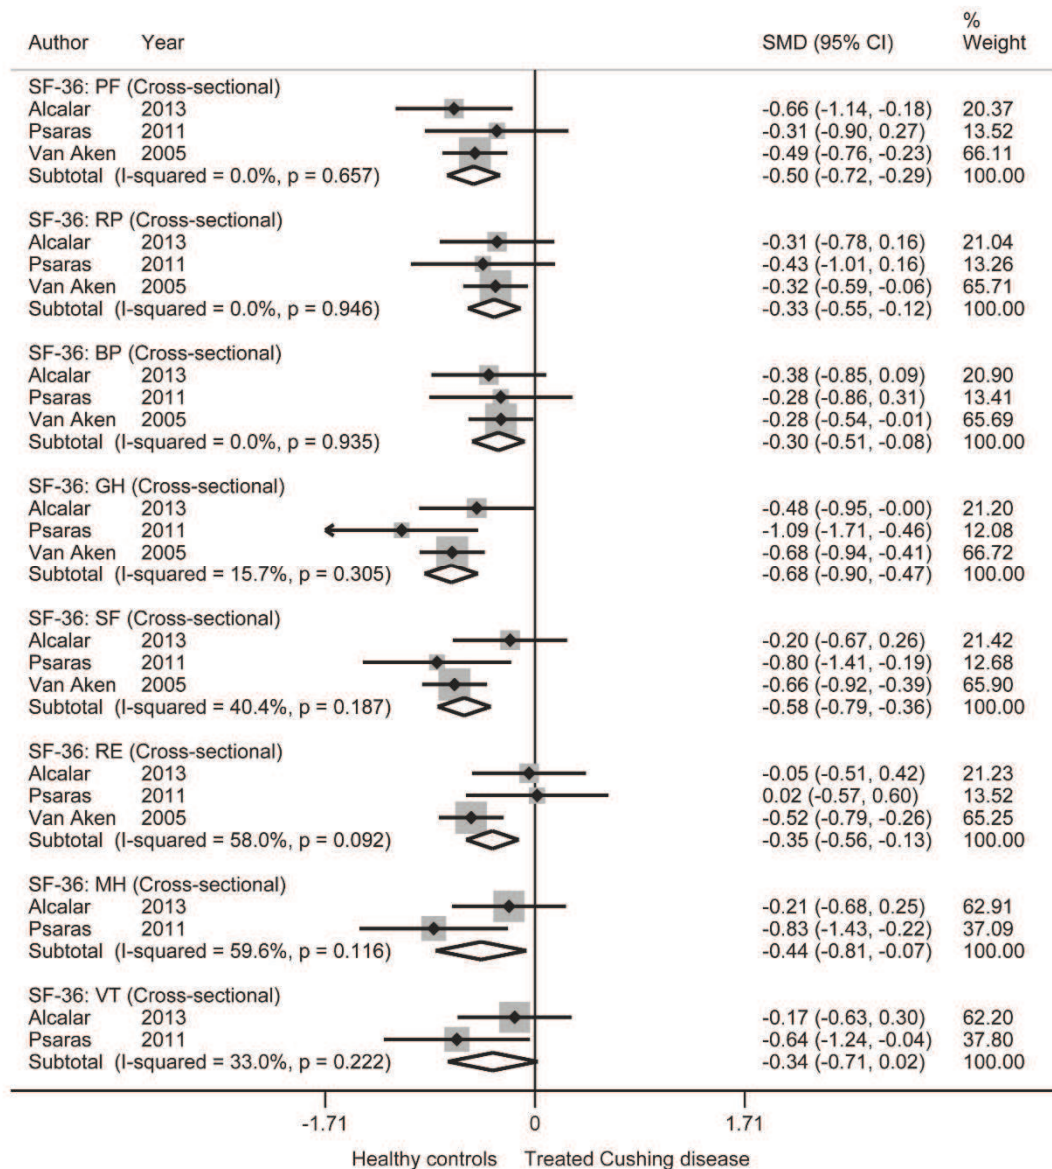 %
Author Year SMD (95% CI) Weight
SF-36: PF (Cross-sectional)
Alcalar 2013 -0.66 (-1.14, -0.18) 20.37
Psaras 2011 -0.31 (-0.90, 0.27) 13.52
Van Aken 2005 -0.49 (-0.76, -0.23) 66.11
Subtotal (I-squared = 0.0%, p = 0.657) -0.50 (-0.72, -0.29) 100.00
SF-36: RP (Cross-sectional)
Alcalar 2013 -0.31 (-0.78, 0.16) 21.04
Psaras 2011 -0.43 (-1.01, 0.16) 13.26
Van Aken 2005 -0.32 (-0.59, -0.06) 65.71
Subtotal (I-squared = 0.0%, p = 0.946) -0.33 (-0.55, -0.12) 100.00
SF-36: BP (Cross-sectional)
Alcalar 2013 -0.38 (-0.85, 0.09) 20.90
Psaras 2011 -0.28 (-0.86, 0.31) 13.41
Van Aken 2005 -0.28 (-0.54, -0.01) 65.69
Subtotal (I-squared = 0.0%, p = 0.935) -0.30 (-0.51, -0.08) 100.00
SF-36: GH (Cross-sectional)
Alcalar 2013 -0.48 (-0.95, -0.00) 21.20
Psaras 2011 -1.09 (-1.71, -0.46) 12.08
Van Aken 2005 -0.68 (-0.94, -0.41) 66.72
Subtotal (I-squared = 15.7%, p = 0.305) -0.68 (-0.90, -0.47) 100.00
SF-36: SF (Cross-sectional)
Alcalar 2013 -0.20 (-0.67, 0.26) 21.42
Psaras 2011 -0.80 (-1.41, -0.19) 12.68
Van Aken 2005 -0.66 (-0.92, -0.39) 65.90
Subtotal (I-squared = 40.4%, p = 0.187) -0.58 (-0.79, -0.36) 100.00
SF-36: RE (Cross-sectional)
Alcalar 2013 -0.05 (-0.51, 0.42) 21.23
Psaras 2011 0.02 (-0.57, 0.60) 13.52
Van Aken 2005 -0.52 (-0.79, -0.26) 65.25
Subtotal (I-squared = 58.0%, p = 0.092) -0.35 (-0.56, -0.13) 100.00
SF-36: MH (Cross-sectional)
Alcalar 2013 -0.21 (-0.68, 0.25) 62.91
Psaras 2011 -0.83 (-1.43, -0.22) 37.09
Subtotal (I-squared = 59.6%, p = 0.116) -0.44 (-0.81, -0.07) 100.00
SF-36: VT (Cross-sectional)
Alcalar 2013 -0.17 (-0.63, 0.30) 62.20
Psaras 2011 -0.64 (-1.24, -0.04) 37.80
Subtotal (I-squared = 33.0%, p = 0.222) -0.34 (-0.71, 0.02) 100.00
-1.71 0 1.71
Healthy controls Treated Cushing disease